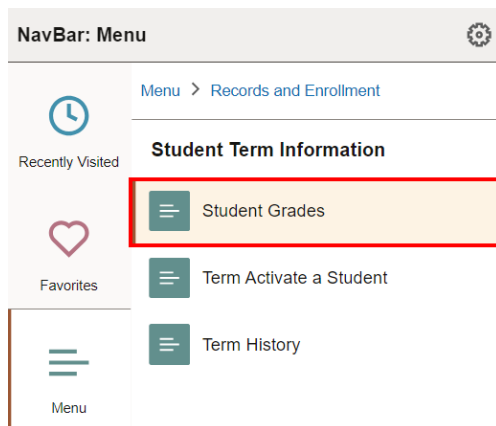 NavBar: Menu
Recently Visited
Favorites
Menu
Menu > Records and Enrollment
Student Term Information
Student Grades
Term Activate a Student
Term History